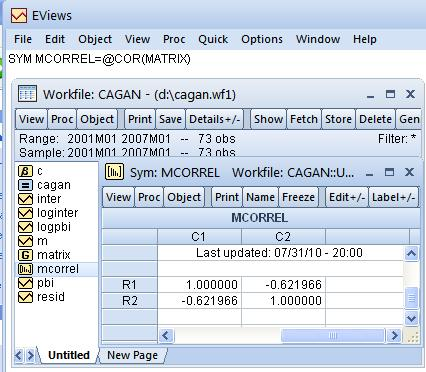 EViews
File Edit Object View Proc Quick Options Window Help
SYM MCORREL=@COR(MATRIX)
Workfile: CAGAN - (d:\cagan.wf1)
View Proc Object Print Save Details+/- Show Fetch Store Delete Gen
Range: 2001M01 2007M01 -- 73 obs Filter: *
Sample: 2001M01 2007M01 -- 73 obs
β c
cagan
inter
loginter
logpbi
m
G matrix
mcorrel
pbi
resid
Sym: MCORREL Workfile: CAGAN::U...
View Proc Object Print Name Freeze Edit+/- Label+/-
MCORREL
C1 C2
Last updated: 07/31/10 - 20:00
R1 1.000000 -0.621966
R2 -0.621966 1.000000
Untitled New Page